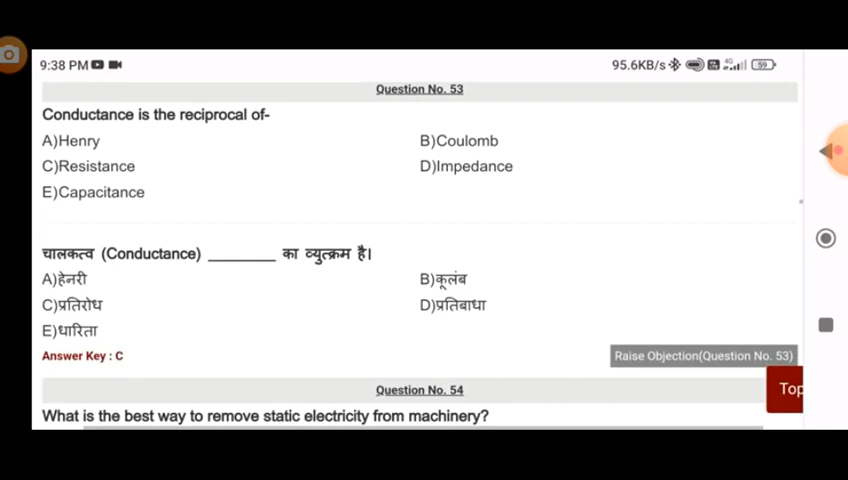 9:38 PM 95.6KB/s 4G 59
Question No. 53
Conductance is the reciprocal of-
A)Henry B)Coulomb
C)Resistance D)Impedance
E)Capacitance
चालकत्व (Conductance) ________ का व्युत्क्रम है।
A)हेनरी B)कूलंब
C)प्रतिरोध D)प्रतिबाधा
E)धारिता
Answer Key : C Raise Objection(Question No. 53)
Question No. 54 Top
What is the best way to remove static electricity from machinery?